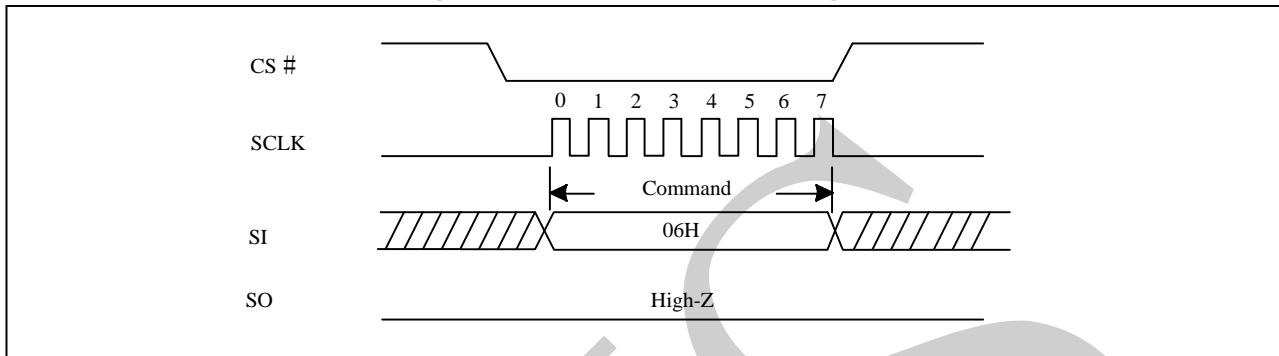 CS #
0 1 2 3 4 5 6 7
SCLK
Command
SI
06H
SO
High-Z